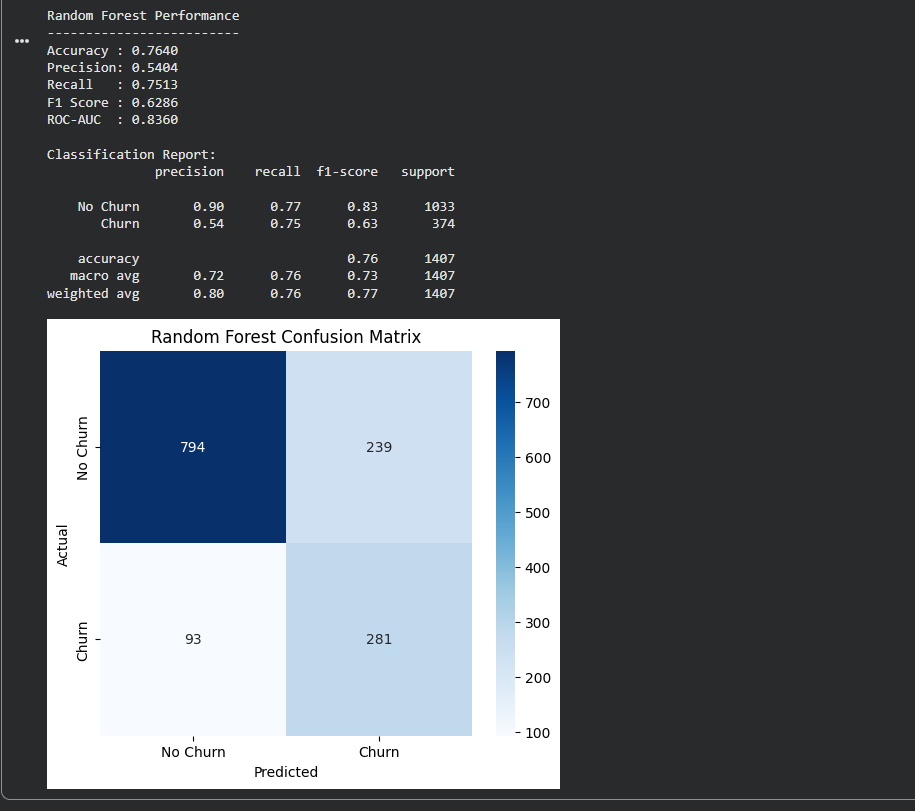 Random Forest Performance
-------------------------
Accuracy : 0.7640
Precision: 0.5404
Recall   : 0.7513
F1 Score : 0.6286
ROC-AUC  : 0.8360
Classification Report:
precision    recall  f1-score   support
No Churn       0.90      0.77      0.83      1033
Churn       0.54      0.75      0.63       374
accuracy                           0.76      1407
macro avg       0.72      0.76      0.73      1407
weighted avg       0.80      0.76      0.77      1407
Random Forest Confusion Matrix
No Churn
794
239
Churn
93
281
Actual
No Churn
Churn
Predicted
700
600
500
400
300
200
100